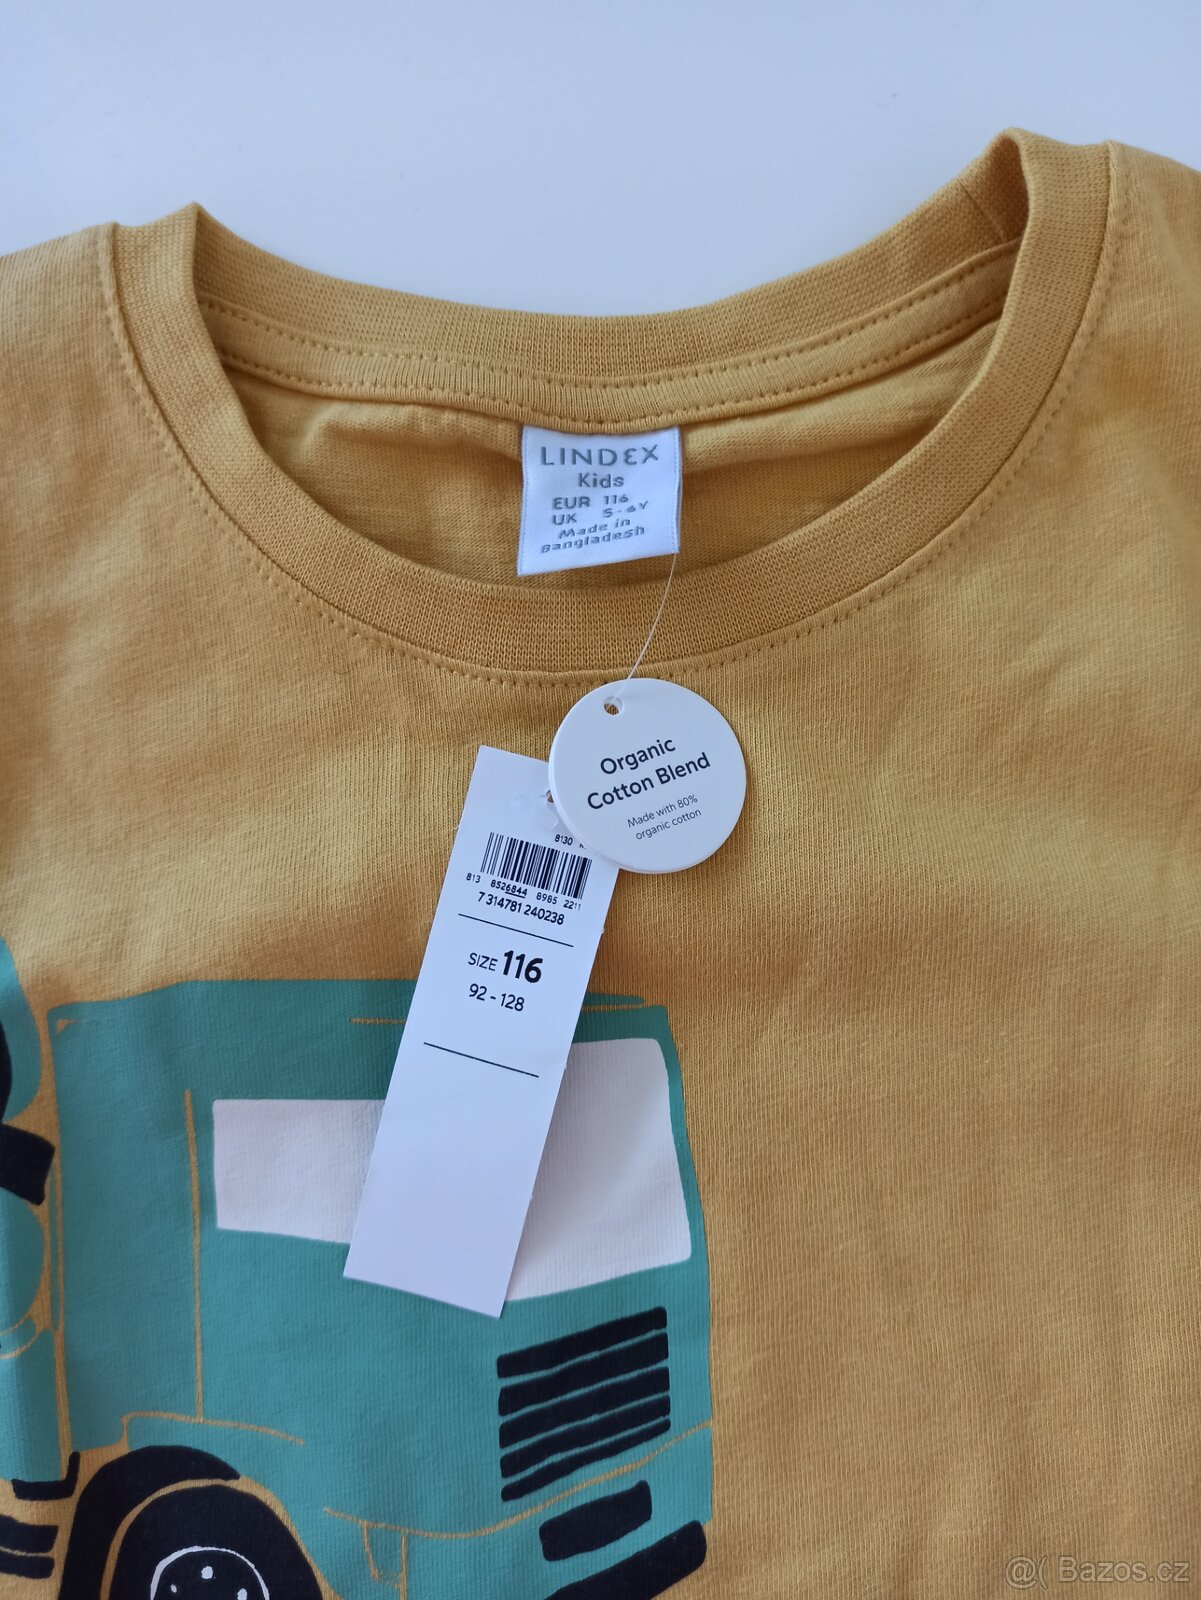 LINDEX
Kids
EUR 116
UK 5-6Y
Made in
Bangladesh
Organic
Cotton Blend
Made with 80%
organic cotton
8130
813 8526844 8985 2211
7 314781 240238
SIZE 116
92 - 128
@( Bazos.cz